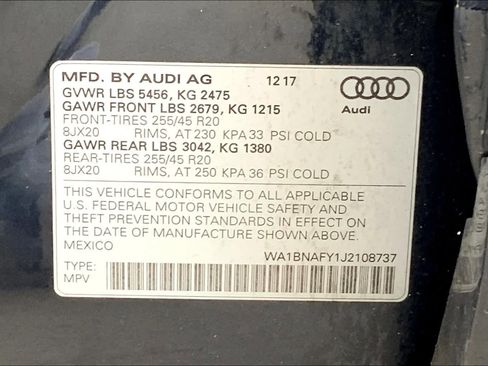 MFD. BY AUDI AG 12 17
GVWR LBS 5456, KG 2475
GAWR FRONT LBS 2679, KG 1215
FRONT-TIRES 255/45 R20
8JX20 RIMS, AT 230 KPA 33 PSI COLD
GAWR REAR LBS 3042, KG 1380
REAR-TIRES 255/45 R20
8JX20 RIMS, AT 250 KPA 36 PSI COLD
Audi
THIS VEHICLE CONFORMS TO ALL APPLICABLE
U.S. FEDERAL MOTOR VEHICLE SAFETY AND
THEFT PREVENTION STANDARDS IN EFFECT ON
THE DATE OF MANUFACTURE SHOWN ABOVE.
MEXICO
WA1BNAFY1J2108737
TYPE:
MPV